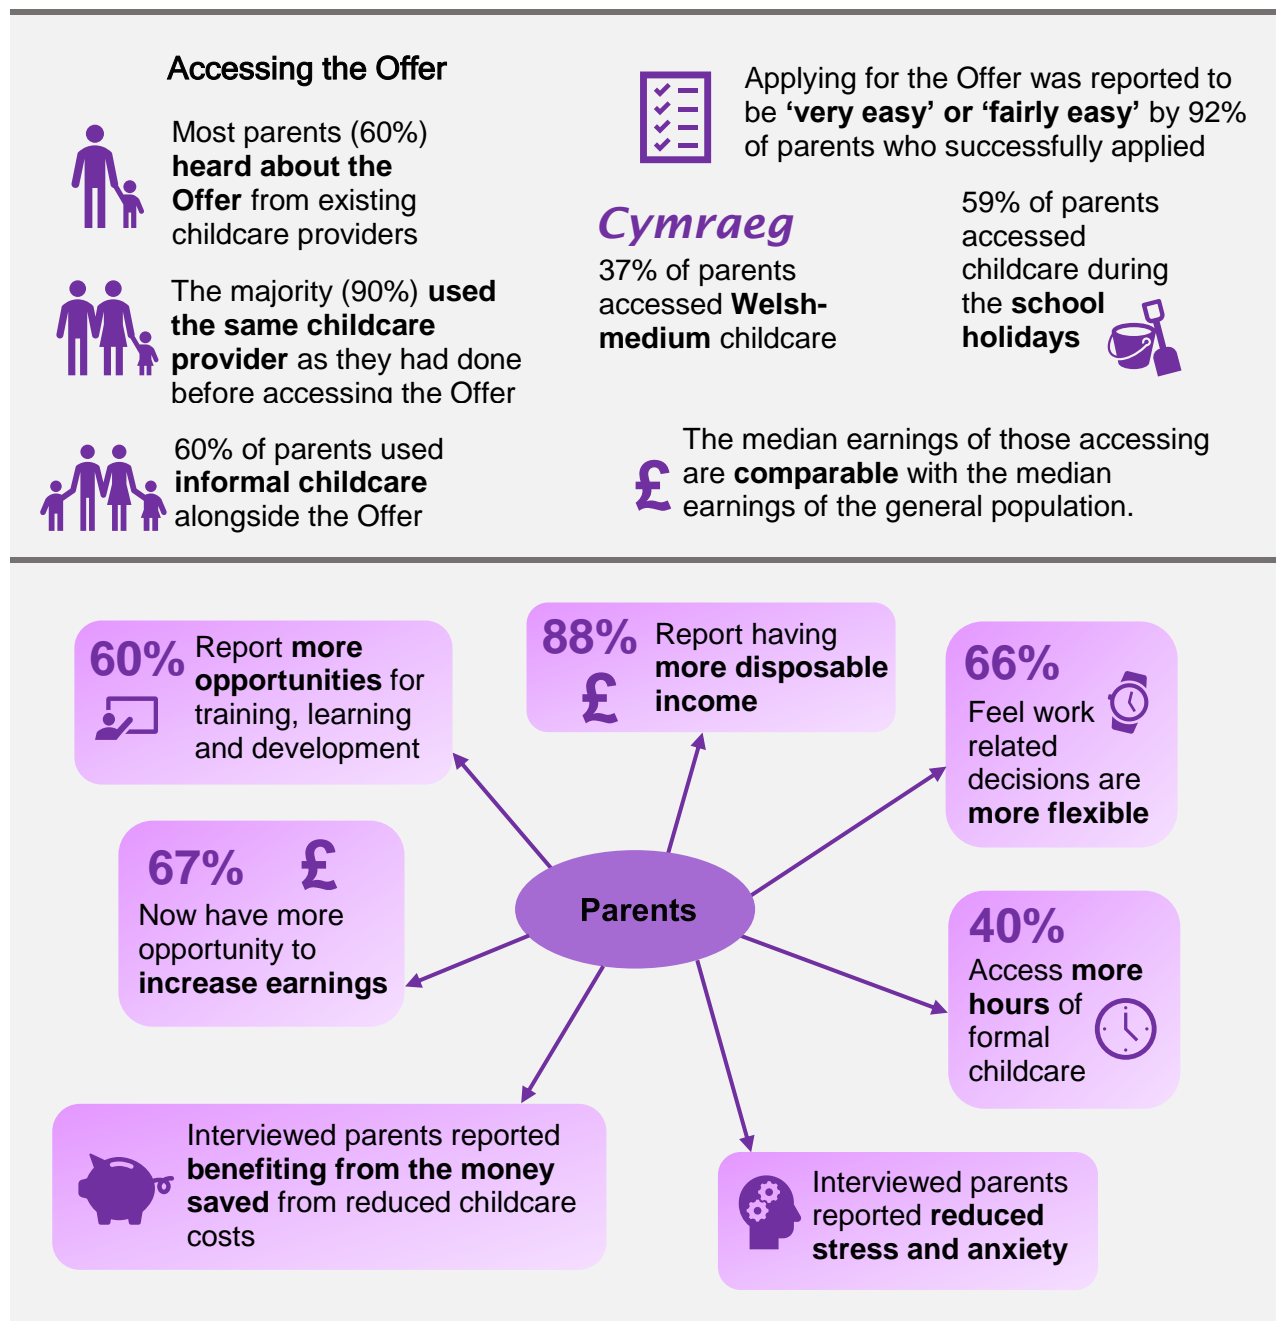 Accessing the Offer
Most parents (60%)
heard about the
Offer from existing
childcare providers
The majority (90%) used
the same childcare
provider as they had done
before accessing the Offer
60% of parents used
informal childcare
alongside the Offer
Applying for the Offer was reported to
be ‘very easy’ or ‘fairly easy’ by 92%
of parents who successfully applied
Cymraeg
37% of parents
accessed Welsh-
medium childcare
59% of parents
accessed
childcare during
the school
holidays
£
The median earnings of those accessing
are comparable with the median
earnings of the general population.
60%
Report more
opportunities for
training, learning
and development
88%
£
Report having
more disposable
income
66%
Feel work
related
decisions are
more flexible
67% £
Now have more
opportunity to
increase earnings
Parents
40%
Access more
hours of
formal
childcare
Interviewed parents reported
benefiting from the money
saved from reduced childcare
costs
Interviewed parents
reported reduced
stress and anxiety